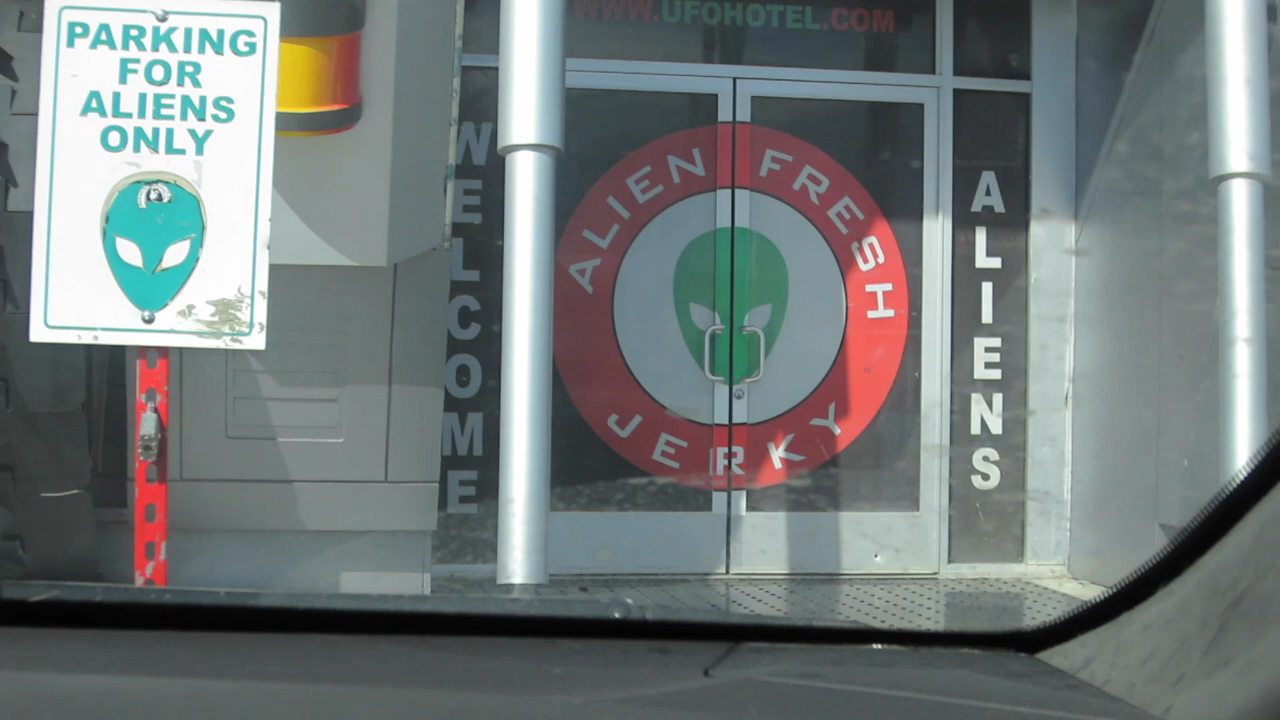 PARKING
FOR
ALIENS
ONLY
WWW.UFOHOTEL.COM
WELCOME
ALIEN FRESH
JERKY
ALIENS